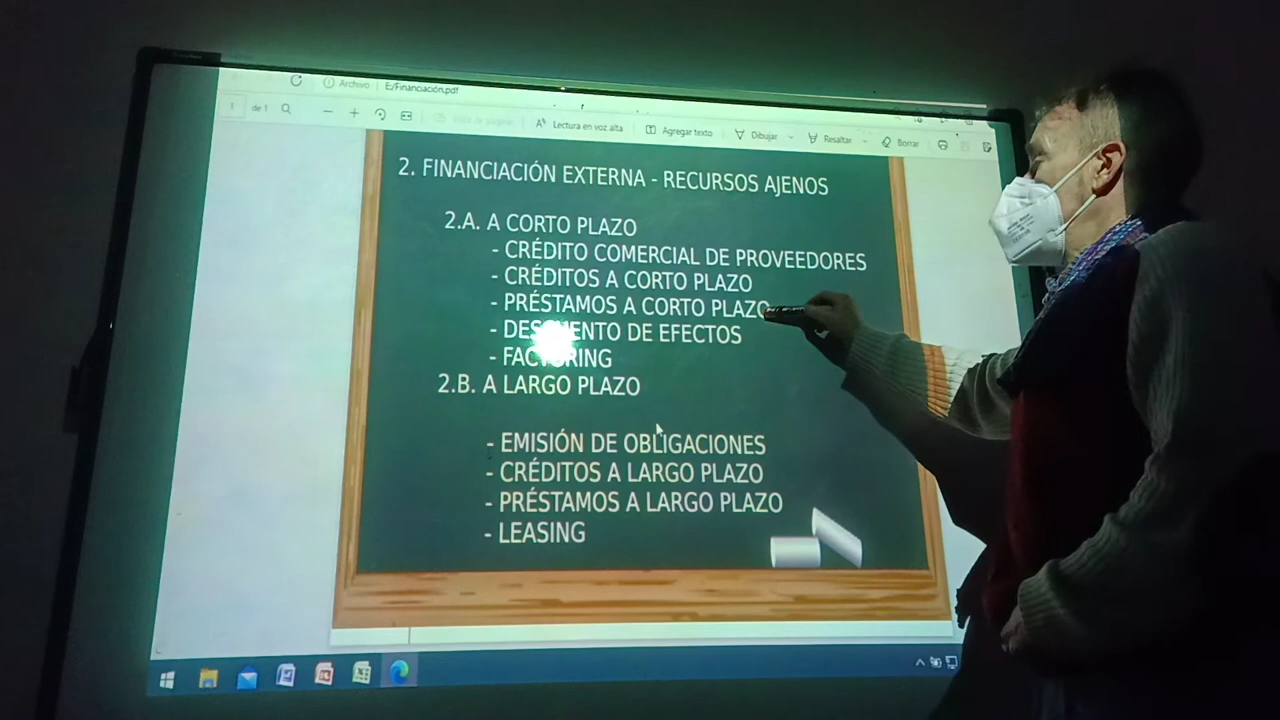 Archivo | E:/Financiación.pdf
1 de 1
Lectura en voz alta
Agregar texto
Dibujar
Resaltar
Borrar
2. FINANCIACIÓN EXTERNA - RECURSOS AJENOS
2.A. A CORTO PLAZO
- CRÉDITO COMERCIAL DE PROVEEDORES
- CRÉDITOS A CORTO PLAZO
- PRÉSTAMOS A CORTO PLAZO
- DESCUENTO DE EFECTOS
- FACTORING
2.B. A LARGO PLAZO
- EMISIÓN DE OBLIGACIONES
- CRÉDITOS A LARGO PLAZO
- PRÉSTAMOS A LARGO PLAZO
- LEASING